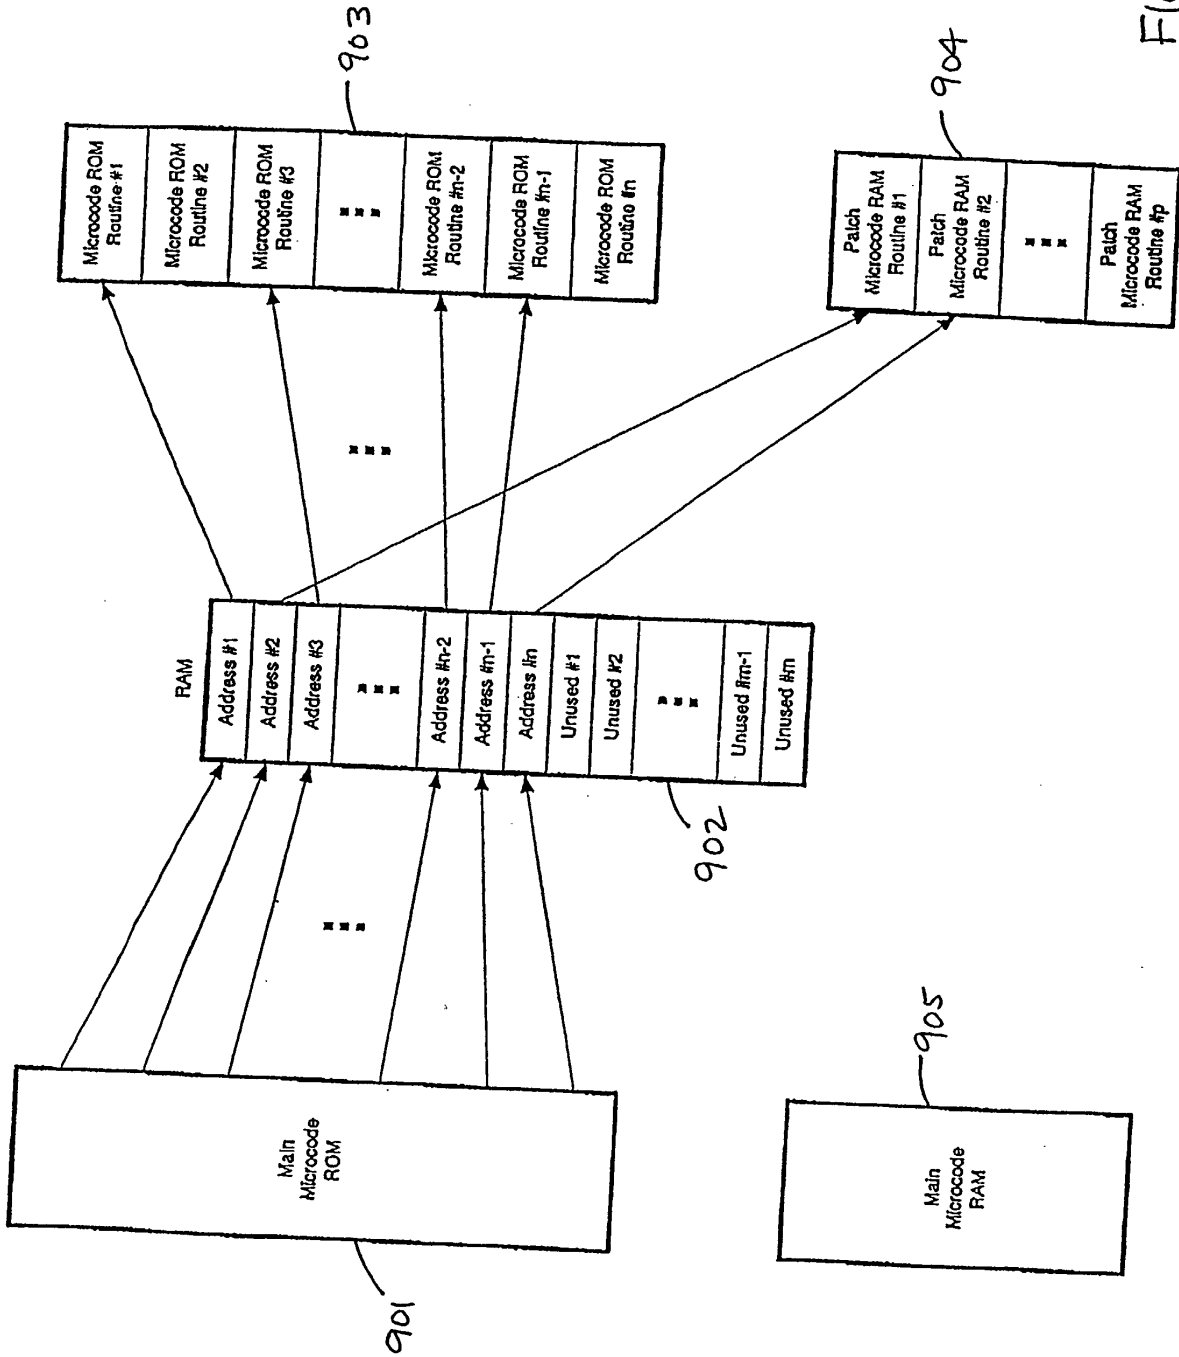 903
Microcode ROM
Routine #1
Microcode ROM
Routine #2
Microcode ROM
Routine #3
Microcode ROM
Routine #n-2
Microcode ROM
Routine #n-1
Microcode ROM
Routine #n
904
Patch
Microcode RAM
Routine #1
Patch
Microcode RAM
Routine #2
Patch
Microcode RAM
Routine #p
RAM
Address #1
Address #2
Address #3
Address #n-2
Address #n-1
Address #n
Unused #1
Unused #2
Unused #m-1
Unused #m
902
Main
Microcode
ROM
901
Main
Microcode
RAM
905